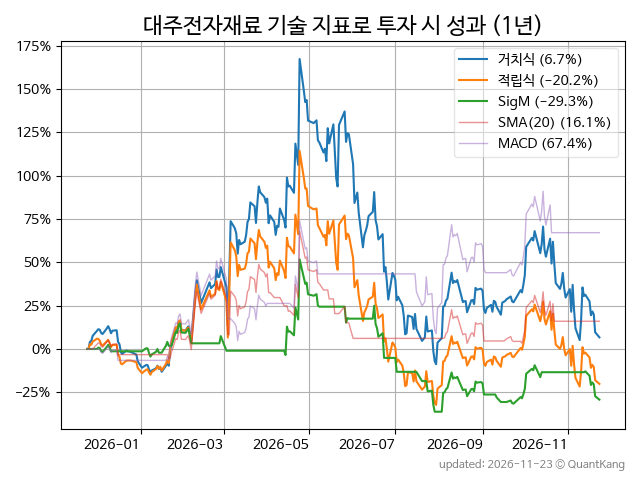 대주전자재료 기술 지표로 투자 시 성과 (1년)
거치식 (6.7%)
적립식 (−20.2%)
SigM (−29.3%)
SMA(20) (16.1%)
MACD (67.4%)
175%
150%
125%
100%
75%
50%
25%
0%
−25%
2026-01
2026-03
2026-05
2026-07
2026-09
2026-11
updated: 2026-11-23 © QuantKang